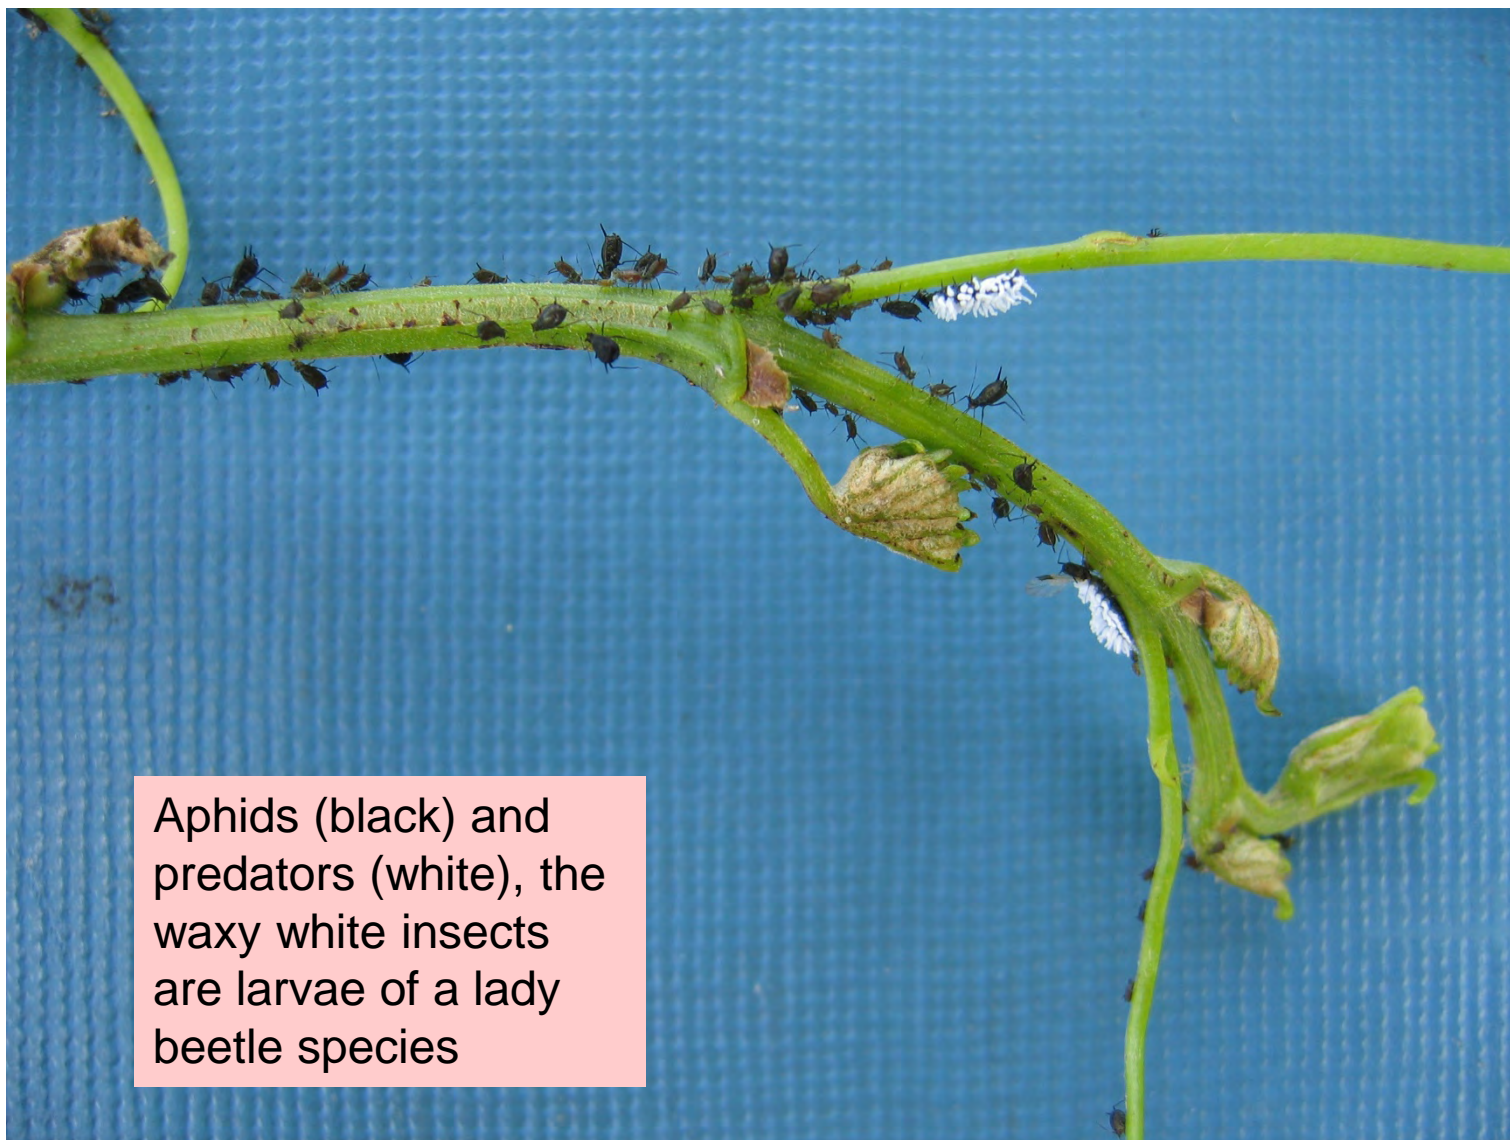 Aphids (black) and
predators (white), the
waxy white insects
are larvae of a lady
beetle species